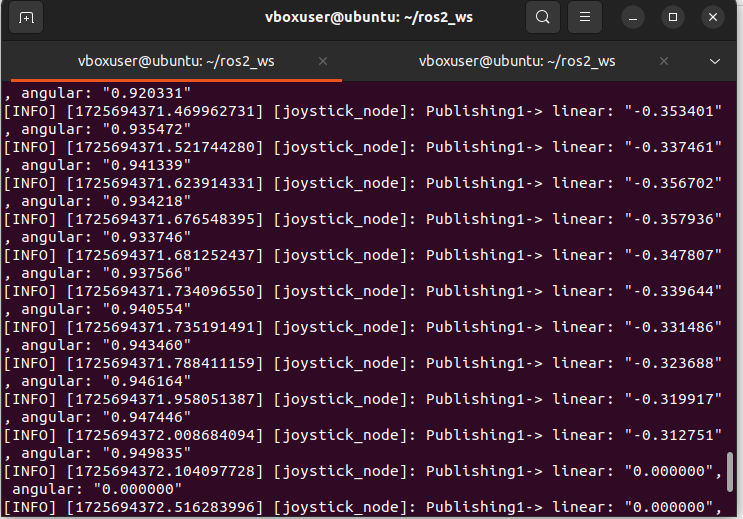 vboxuser@ubuntu: ~/ros2_ws
vboxuser@ubuntu: ~/ros2_ws
vboxuser@ubuntu: ~/ros2_ws
, angular: "0.920331"
[INFO] [1725694371.469962731] [joystick_node]: Publishing1-> linear: "-0.353401"
, angular: "0.935472"
[INFO] [1725694371.521744280] [joystick_node]: Publishing1-> linear: "-0.337461"
, angular: "0.941339"
[INFO] [1725694371.623914331] [joystick_node]: Publishing1-> linear: "-0.356702"
, angular: "0.934218"
[INFO] [1725694371.676548395] [joystick_node]: Publishing1-> linear: "-0.357936"
, angular: "0.933746"
[INFO] [1725694371.681252437] [joystick_node]: Publishing1-> linear: "-0.347807"
, angular: "0.937566"
[INFO] [1725694371.734096550] [joystick_node]: Publishing1-> linear: "-0.339644"
, angular: "0.940554"
[INFO] [1725694371.735191491] [joystick_node]: Publishing1-> linear: "-0.331486"
, angular: "0.943460"
[INFO] [1725694371.788411159] [joystick_node]: Publishing1-> linear: "-0.323688"
, angular: "0.946164"
[INFO] [1725694371.958051387] [joystick_node]: Publishing1-> linear: "-0.319917"
, angular: "0.947446"
[INFO] [1725694372.008684094] [joystick_node]: Publishing1-> linear: "-0.312751"
, angular: "0.949835"
[INFO] [1725694372.104097728] [joystick_node]: Publishing1-> linear: "0.000000",
 angular: "0.000000"
[INFO] [1725694372.516283996] [joystick_node]: Publishing1-> linear: "0.000000",